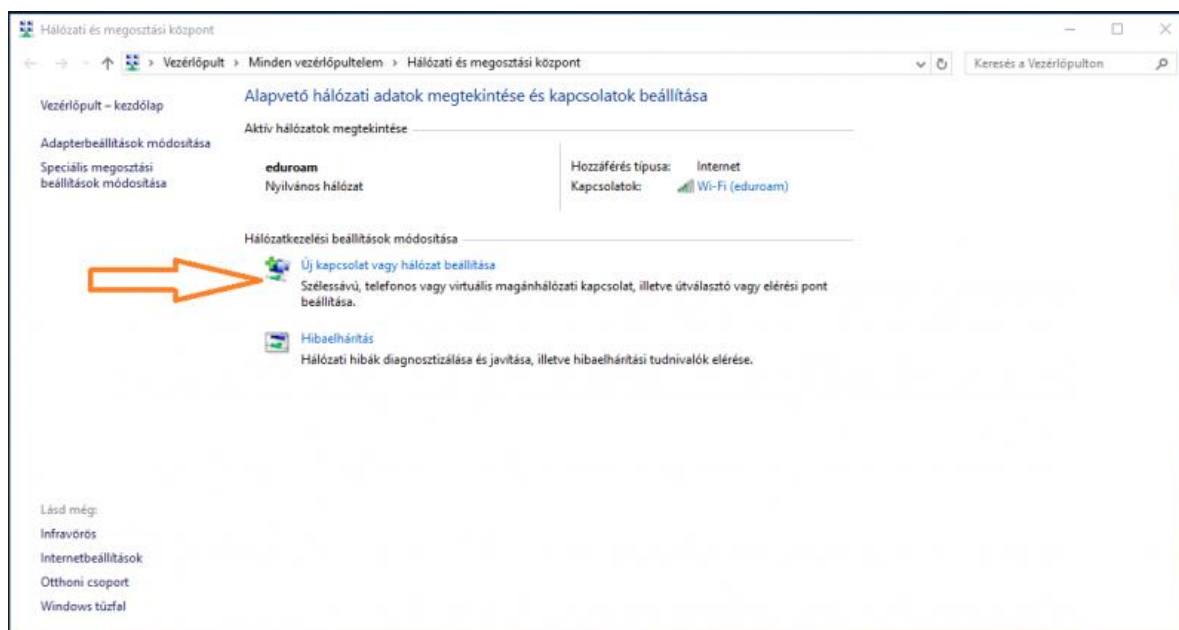 Hálózati és megosztási központ
Vezérlőpult > Minden vezérlőpultelem > Hálózati és megosztási központ
Keresés a Vezérlőpulton
Vezérlőpult – kezdőlap
Adapterbeállítások módosítása
Speciális megosztási
beállítások módosítása
Alapvető hálózati adatok megtekintése és kapcsolatok beállítása
Aktív hálózatok megtekintése
eduroam
Nyilvános hálózat
Hozzáférés típusa: Internet
Kapcsolatok: Wi-Fi (eduroam)
Hálózatkezelési beállítások módosítása
Új kapcsolat vagy hálózat beállítása
Szélessávú, telefonos vagy virtuális magánhálózati kapcsolat, illetve útválasztó vagy elérési pont
beállítása.
Hibaelhárítás
Hálózati hibák diagnosztizálása és javítása, illetve hibaelhárítási tudnivalók elérése.
Lásd még:
Infravörös
Internetbeállítások
Otthoni csoport
Windows tűzfal